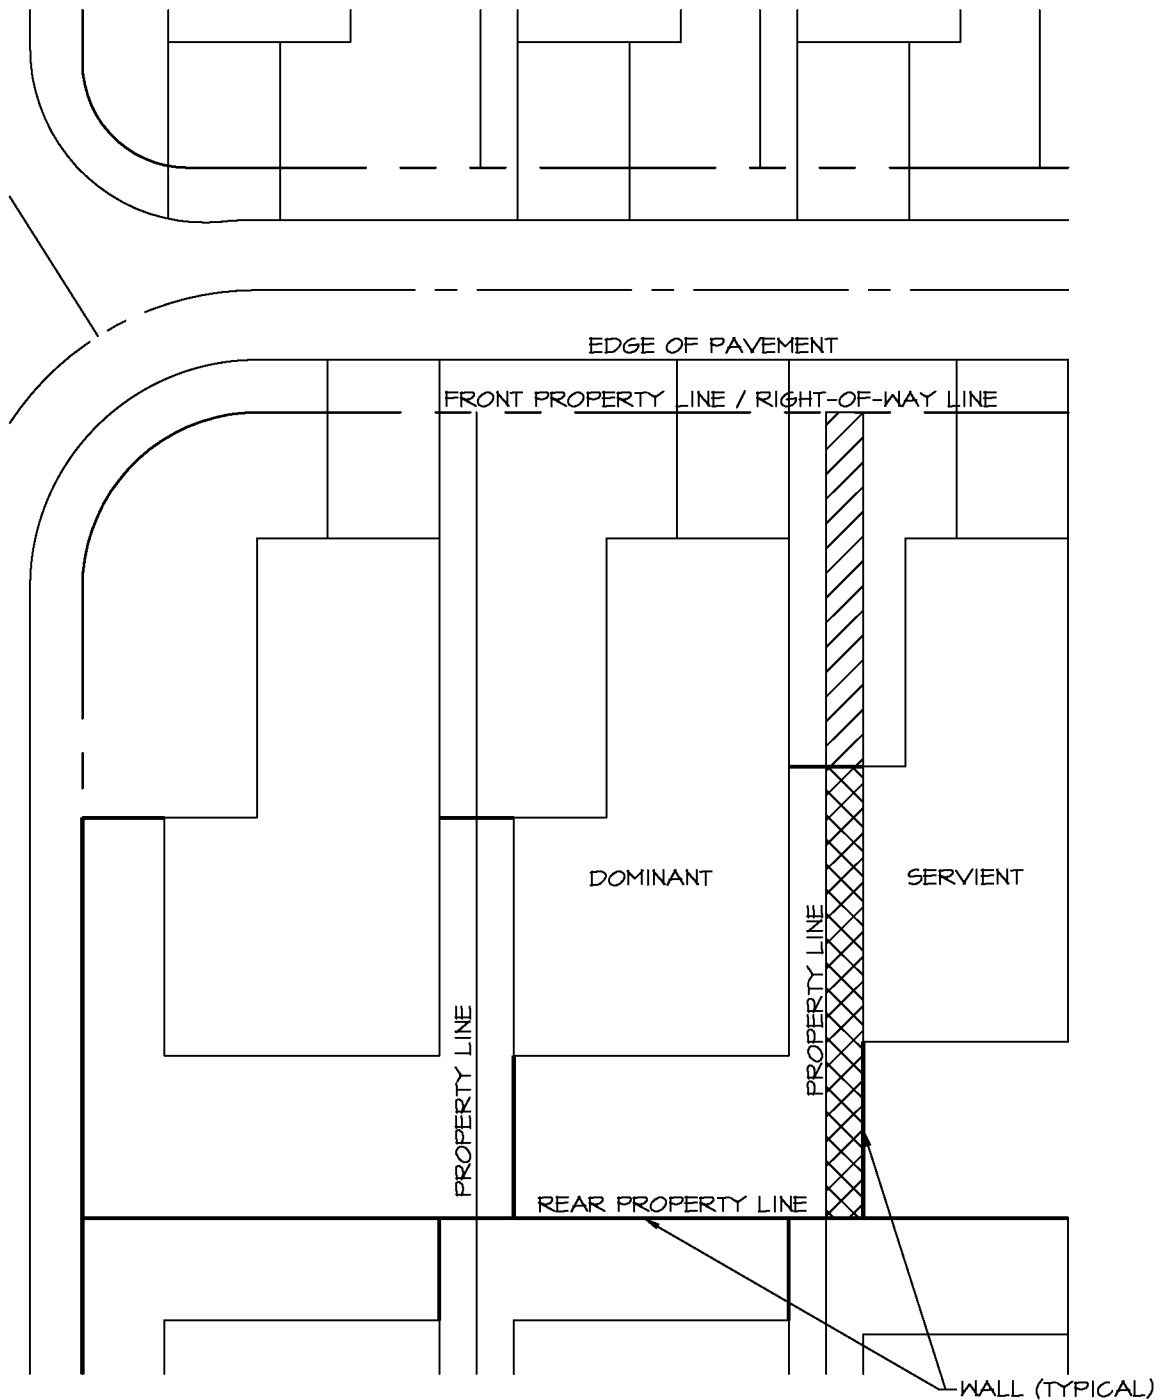 EDGE OF PAVEMENT
FRONT PROPERTY LINE / RIGHT-OF-WAY LINE
DOMINANT
SERVIENT
PROPERTY LINE
PROPERTY LINE
REAR PROPERTY LINE
WALL (TYPICAL)